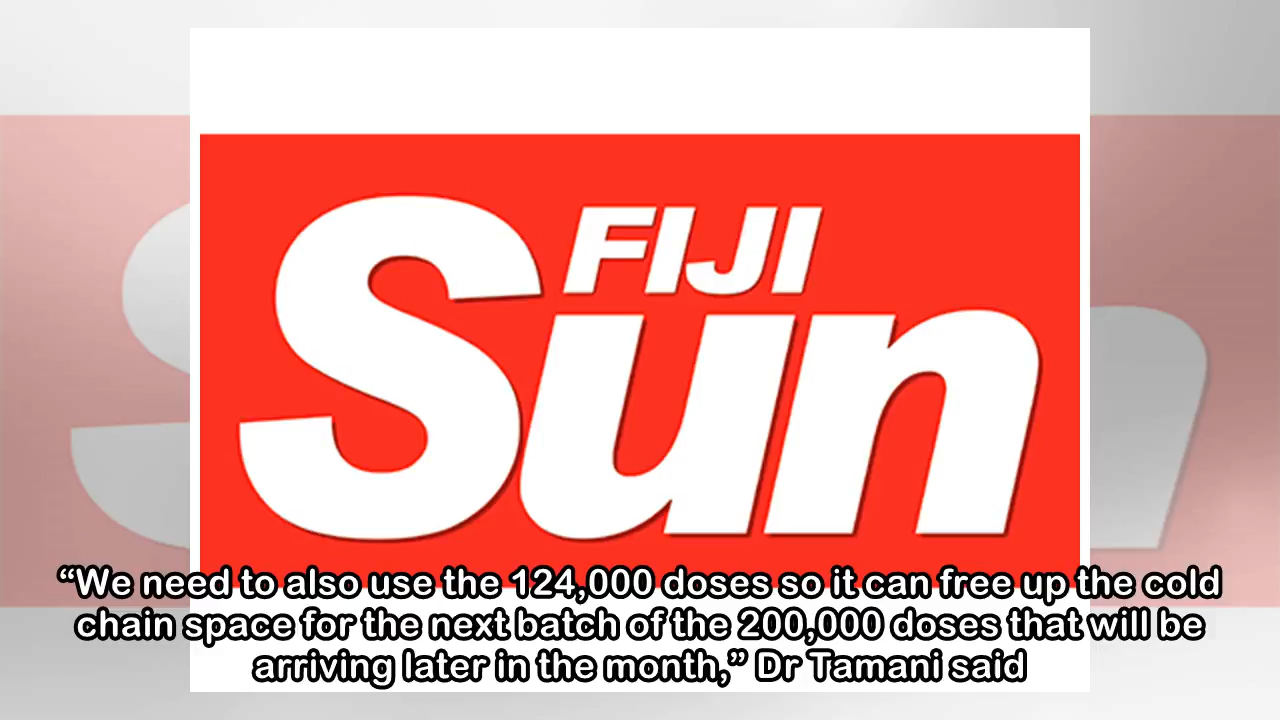 FIJI
Sun
“We need to also use the 124,000 doses so it can free up the cold
chain space for the next batch of the 200,000 doses that will be
arriving later in the month,” Dr Tamani said